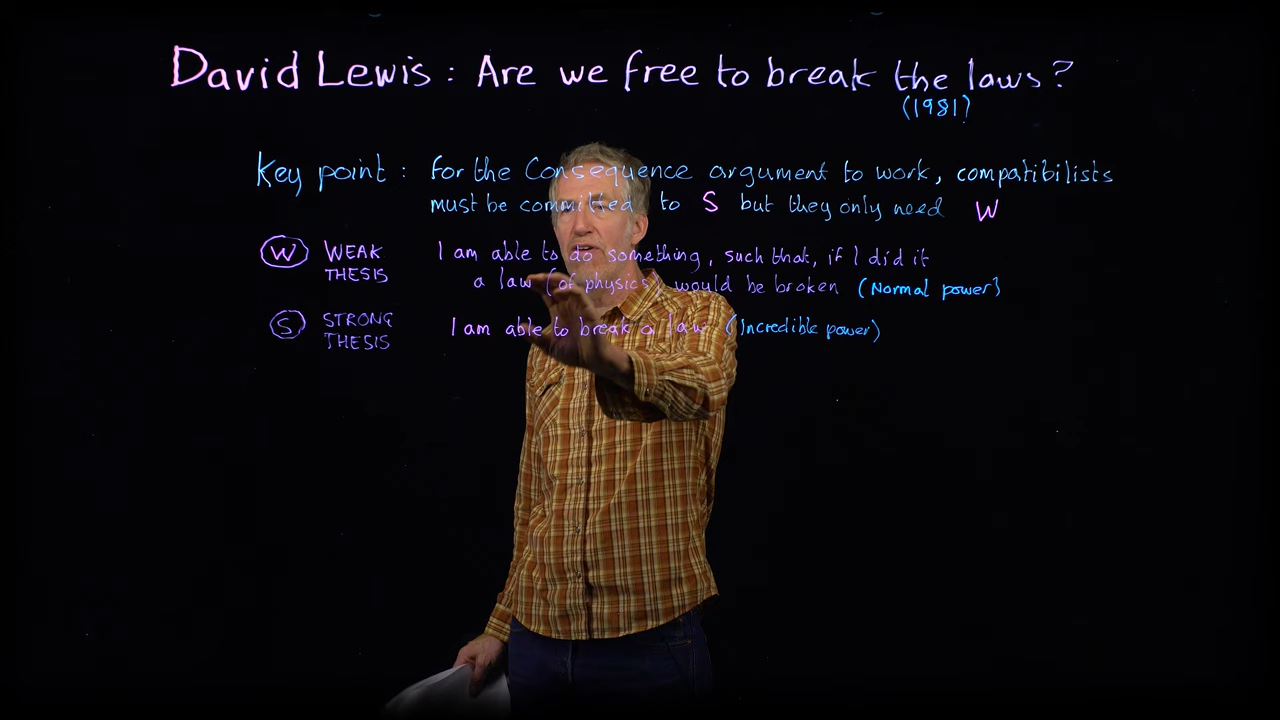 David Lewis : Are we free to break the laws?
(1981)
Key point : For the Consequence argument to work, compatibilists
must be committed to S but they only need W
W WEAK THESIS I am able to do something, such that, if I did it
a law (of physics) would be broken (Normal power)
S STRONG THESIS I am able to break a law (Incredible power)